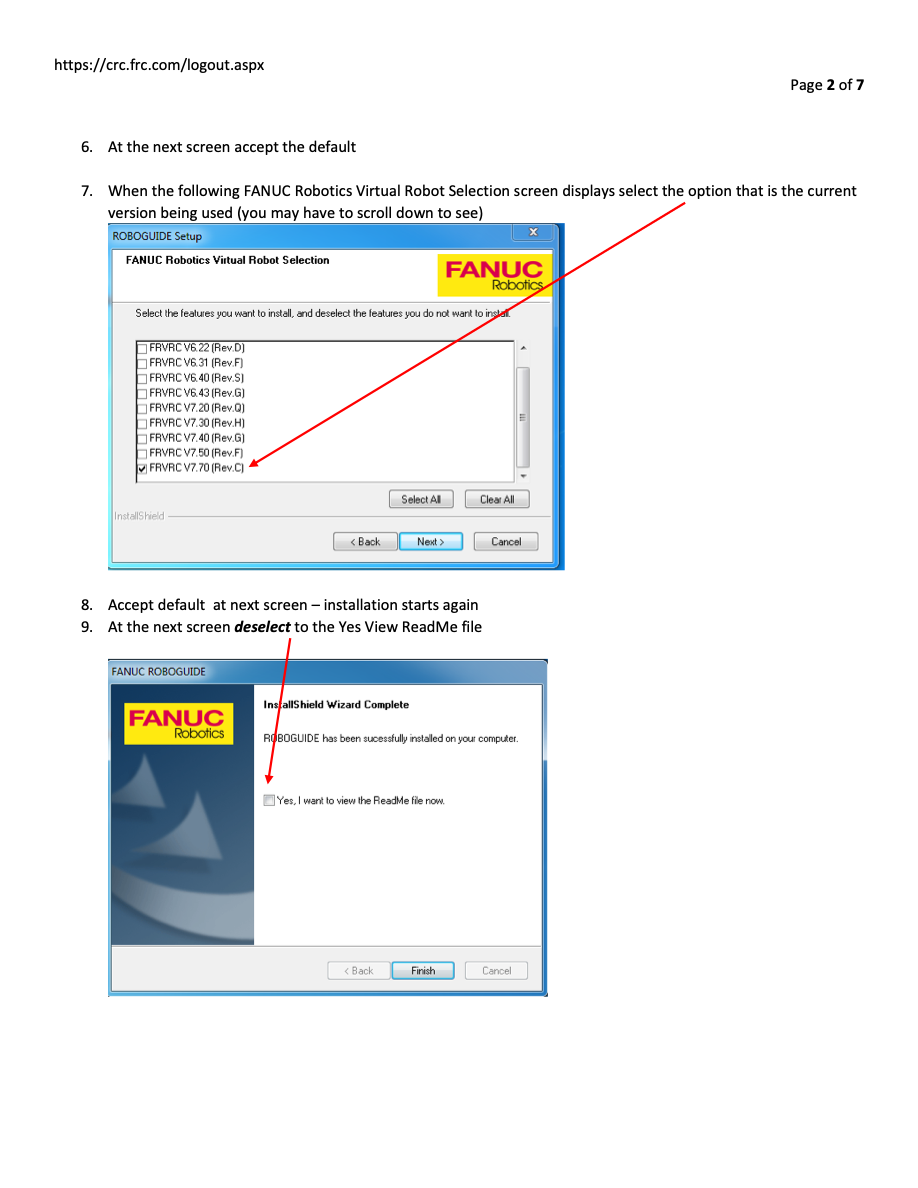 https://crc.frc.com/logout.aspx
Page 2 of 7
6. At the next screen accept the default
7. When the following FANUC Robotics Virtual Robot Selection screen displays select the option that is the current
version being used (you may have to scroll down to see)
ROBOGUIDE Setup
FANUC Robotics Virtual Robot Selection
FANUC
Robotics
Select the features you want to install, and deselect the features you do not want to install.
FRVRC V6.22 (Rev.D)
FRVRC V6.31 (Rev.F)
FRVRC V6.40 (Rev.S)
FRVRC V6.43 (Rev.G)
FRVRC V7.20 (Rev.Q)
FRVRC V7.30 (Rev.H)
FRVRC V7.40 (Rev.G)
FRVRC V7.50 (Rev.F)
FRVRC V7.70 (Rev.C)
Select All Clear All
InstallShield
< Back Next > Cancel
8. Accept default  at next screen – installation starts again
9. At the next screen deselect to the Yes View ReadMe file
FANUC ROBOGUIDE
FANUC
Robotics
InstallShield Wizard Complete
ROBOGUIDE has been sucessfully installed on your computer.
Yes, I want to view the ReadMe file now.
< Back Finish Cancel